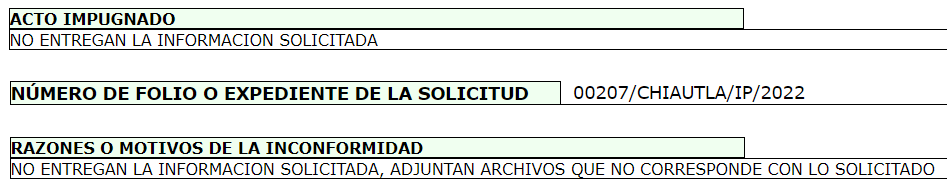 ACTO IMPUGNADO
NO ENTREGAN LA INFORMACION SOLICITADA
NÚMERO DE FOLIO O EXPEDIENTE DE LA SOLICITUD 00207/CHIAUTLA/IP/2022
RAZONES O MOTIVOS DE LA INCONFORMIDAD
NO ENTREGAN LA INFORMACION SOLICITADA, ADJUNTAN ARCHIVOS QUE NO CORRESPONDE CON LO SOLICITADO